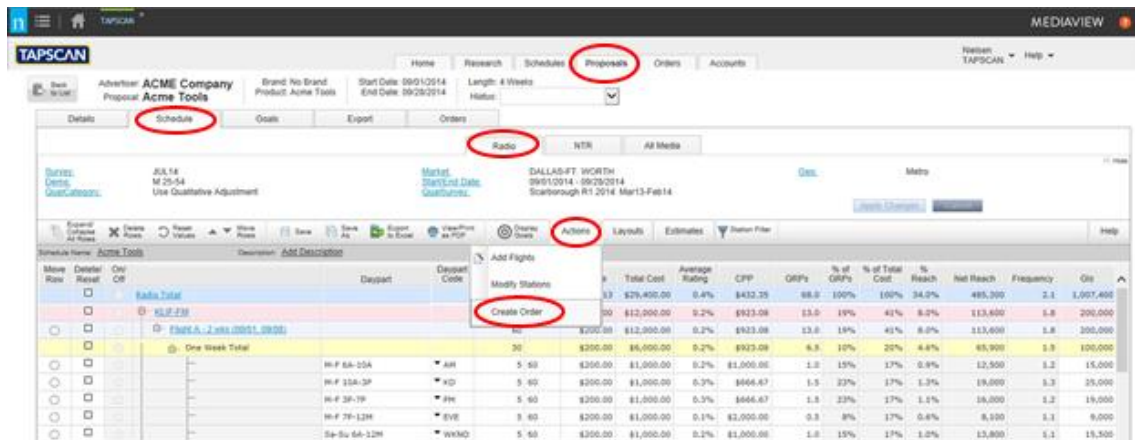 n TAPSCAN MEDIAVIEW
TAPSCAN
Home Research Schedules Proposals Orders Accounts
Nielsen TAPSCAN Help
Back to List
Advertiser: ACME Company Brand: No Brand Start Date: 09/01/2014 Length: 4 Weeks
Proposal: Acme Tools Product: Acme Tools End Date: 09/28/2014 Hiatus:
Details Schedule Goals Export Orders
Radio NTR All Media
Hide
Survey: JUL14 Market: DALLAS-FT. WORTH Geo: Metro
Demo: M 25-54 Start/End Date: 09/01/2014 - 09/28/2014
QualCategory: Use Qualitative Adjustment QualSurvey: Scarborough R1 2014 Mar13-Feb14
Apply Changes
Expand/Collapse All Rows Delete Rows Reset Values Move Rows Save Save As Export to Excel View/Print as PDF Display Goals Actions Layouts Estimates Station Filter Help
Schedule Name: Acme Tools Description: Add Description
Add Flights
Modify Stations
Create Order
Move Row Delete/Reset On/Off Daypart Daypart Code Total Cost Average Rating CPP GRPs % of GRPs % of Total Cost % Reach Net Reach Frequency GIs
Radio Total $29,400.00 0.4% $432.35 68.0 100% 100% 34.0% 485,200 2.1 1,007,400
KLIF-FM $12,000.00 0.2% $923.08 13.0 19% 41% 8.0% 113,600 1.8 200,000
Flight A - 2 wks (09/01, 09/08) 60 $200.00 $12,000.00 0.2% $923.08 13.0 19% 41% 8.0% 113,600 1.8 200,000
One Week Total 30 $200.00 $6,000.00 0.2% $923.08 6.5 10% 20% 4.6% 65,900 1.5 100,000
M-F 6A-10A AM 5 60 $200.00 $1,000.00 0.2% $1,000.00 1.0 15% 17% 0.9% 12,500 1.2 15,000
M-F 10A-3P MD 5 60 $200.00 $1,000.00 0.3% $666.67 1.5 23% 17% 1.3% 19,000 1.3 25,000
M-F 3P-7P PM 5 60 $200.00 $1,000.00 0.3% $666.67 1.5 23% 17% 1.1% 16,000 1.2 19,000
M-F 7P-12M EVE 5 60 $200.00 $1,000.00 0.1% $2,000.00 0.5 8% 17% 0.6% 8,100 1.1 9,000
Sa-Su 6A-12M WKND 5 60 $200.00 $1,000.00 0.2% $1,000.00 1.0 15% 17% 1.0% 13,800 1.1 15,500